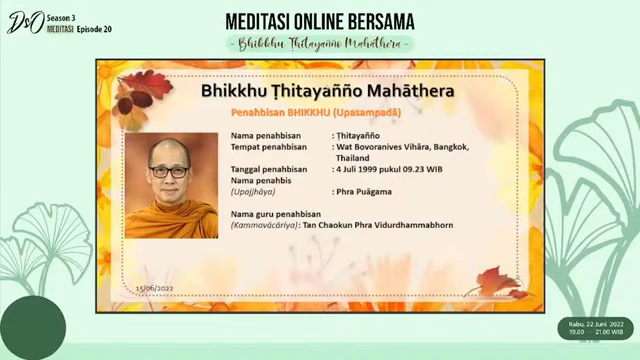 DsO Season 3
MEDITASI Episode 20
MEDITASI ONLINE BERSAMA
- Bhikkhu Ṭhitayañño Mahāthera -
Bhikkhu Ṭhitayañño Mahāthera
Penahbisan BHIKKHU (Upasampadā)
Nama penahbisan : Ṭhitayañño
Tempat penahbisan : Wat Bovoranives Vihāra, Bangkok,
Thailand
Tanggal penahbisan : 4 Juli 1999 pukul 09.23 WIB
Nama penahbis
(Upajjhāya) : Phra Puāgama
Nama guru penahbisan
(Kammavācāriya) : Tan Chaokun Phra Vidurdhammabhorn
15/06/2022
Rabu, 22 Juni 2022
19.00 - 21.00 WIB